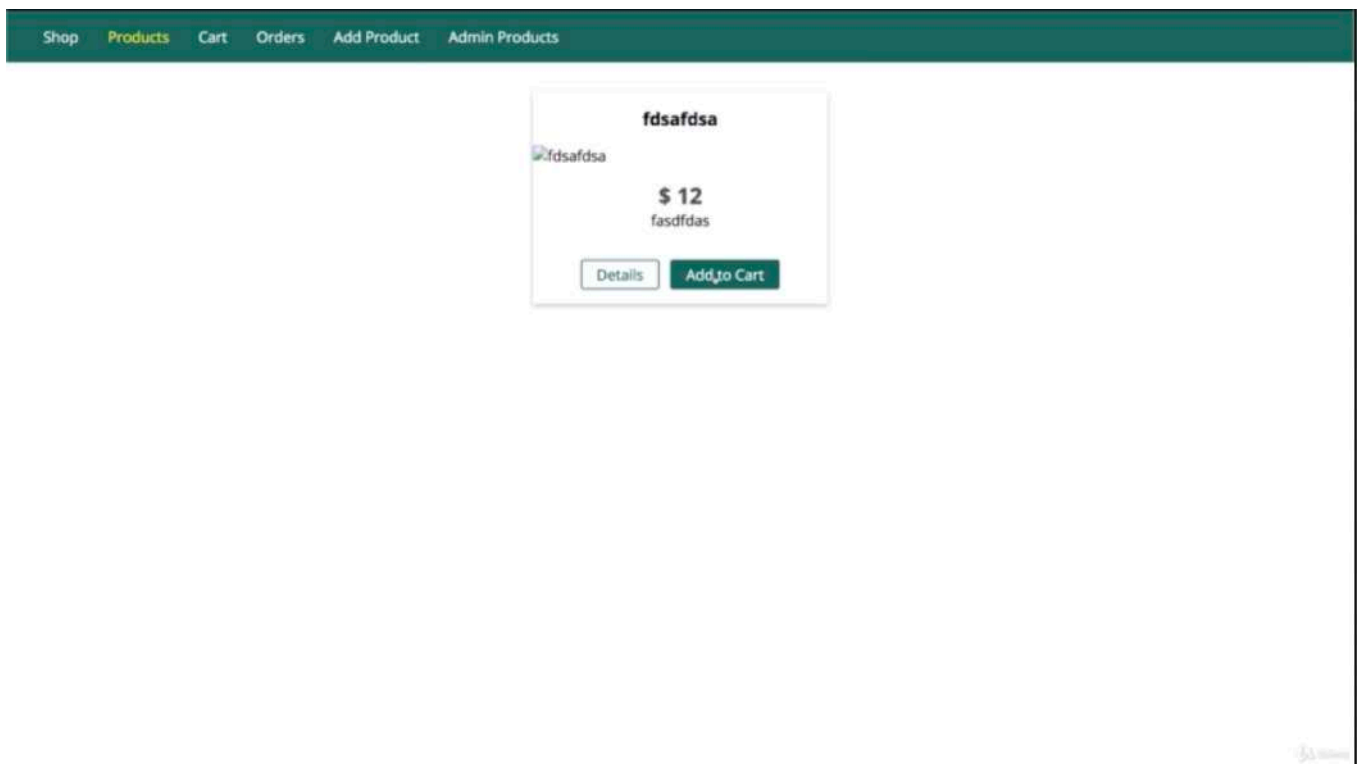 Shop Products Cart Orders Add Product Admin Products
fdsafdsa
fdsafdsa
$ 12
fasdfdas
Details Add to Cart